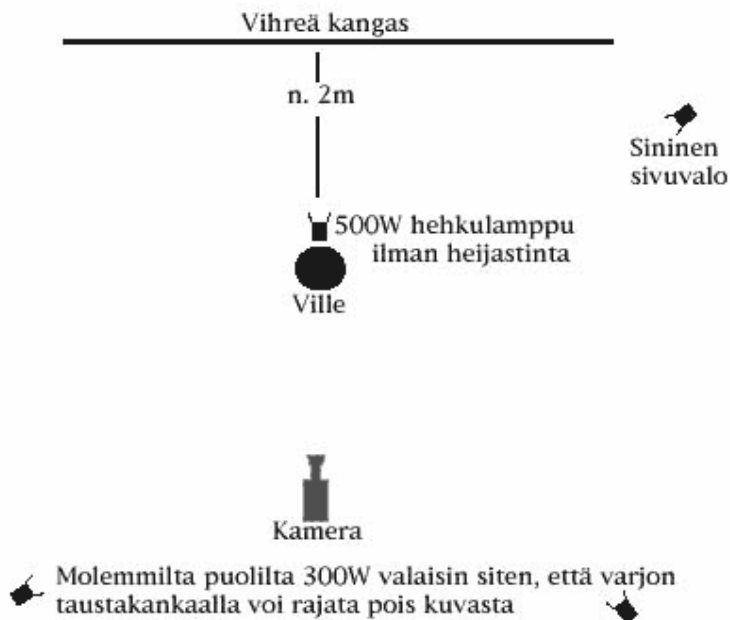 Vihreä kangas
n. 2m
Sininen
sivuvalo
500W hehkulamppu
ilman heijastinta
Ville
Kamera
Molemmilta puolilta 300W valaisin siten, että varjon
taustakankaalla voi rajata pois kuvasta